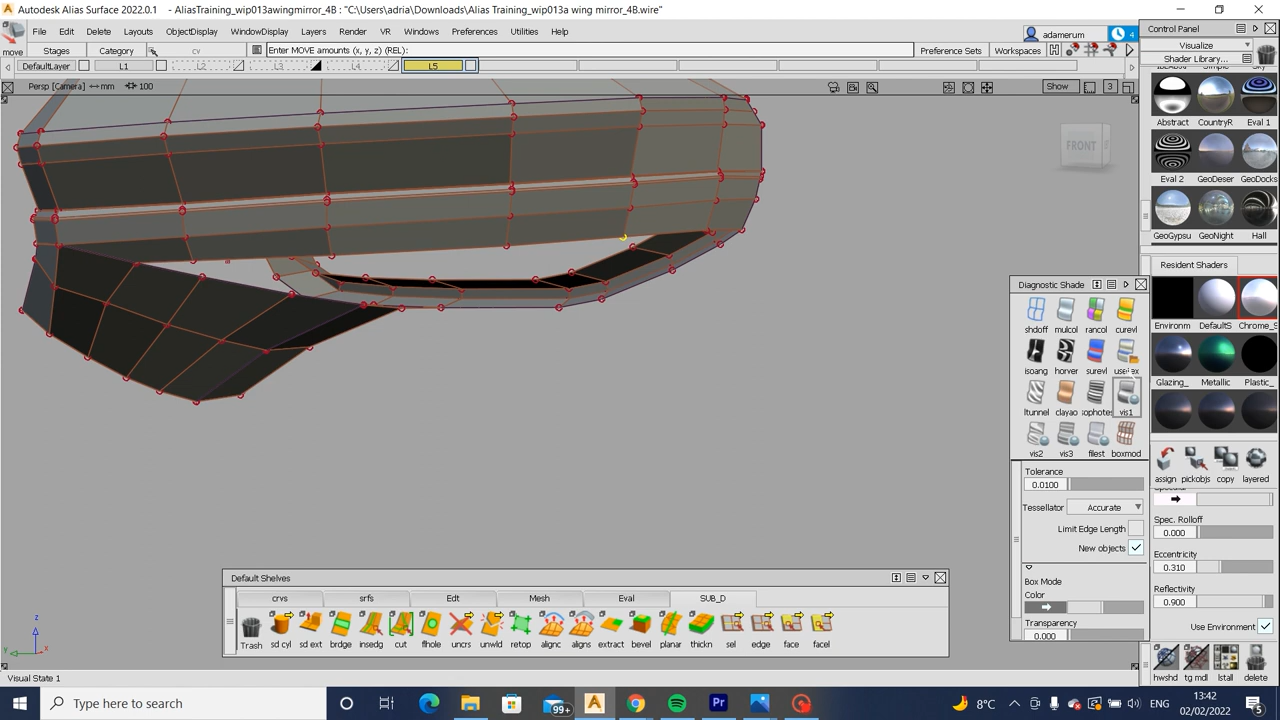 Autodesk Alias Surface 2022.0.1 - AliasTraining_wip013awingmirror_4B : "C:\Users\adria\Downloads\Alias Training_wip013a wing mirror_4B.wire"
File Edit Delete Layouts ObjectDisplay WindowDisplay Layers Render VR Windows Preferences Utilities Help
adamerum 4
move Stages Category cv Enter MOVE amounts (x, y, z) (REL): Preference Sets Workspaces
DefaultLayer L1 L2 L3 L4 L5
Persp [Camera] mm 100 Show 3
FRONT
Control Panel
Visualize
Shader Library...
Abstract CountryR Eval 1
Eval 2 GeoDeser GeoDocks
GeoGypsu GeoNight Hall
Resident Shaders
Environm DefaultS Chrome_S
Glazing_ Metallic Plastic_
assign pickobjs copy layered
Spec. Rolloff
0.000
Eccentricity
0.310
Reflectivity
0.900
Use Environment
hwshd tg mdl lstall delete
Diagnostic Shade
shdoff mulcol rancol curevl
isoang horver surevl
ltunnel clayao isophotes vis1
vis2 vis3 filest boxmod
Tolerance
0.0100
Tessellator Accurate
Limit Edge Length
New objects
Box Mode
Color
Transparency
0.000
Default Shelves
crvs srfs Edt Mesh Eval SUB_D
Trash sd cyl sd ext brdge insedg cut flhole uncrs unwld retop alignc aligns extract bevel planar thickn sel edge face facel
z
y x
Visual State 1
Type here to search
99+
Pr
8°C
13:42
02/02/2022
5